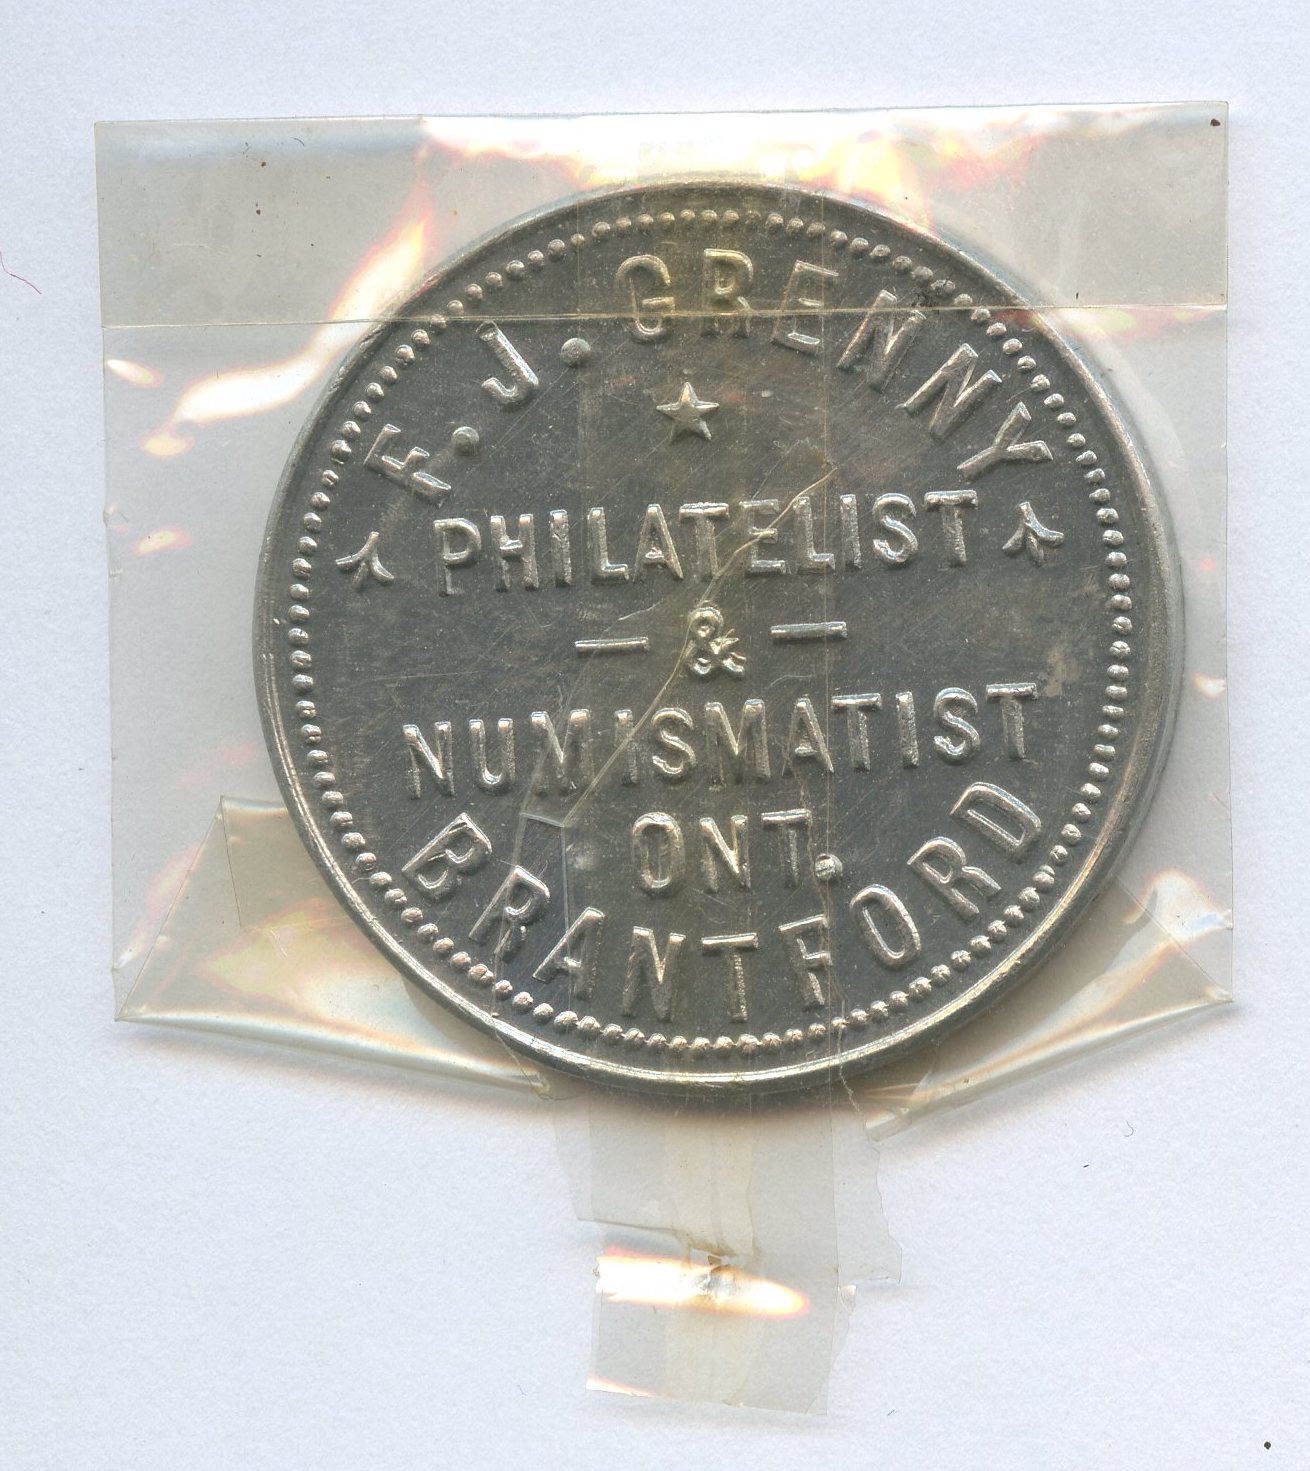 F. J. GRENNY
PHILATELIST
&
NUMISMATIST
ONT.
BRANTFORD